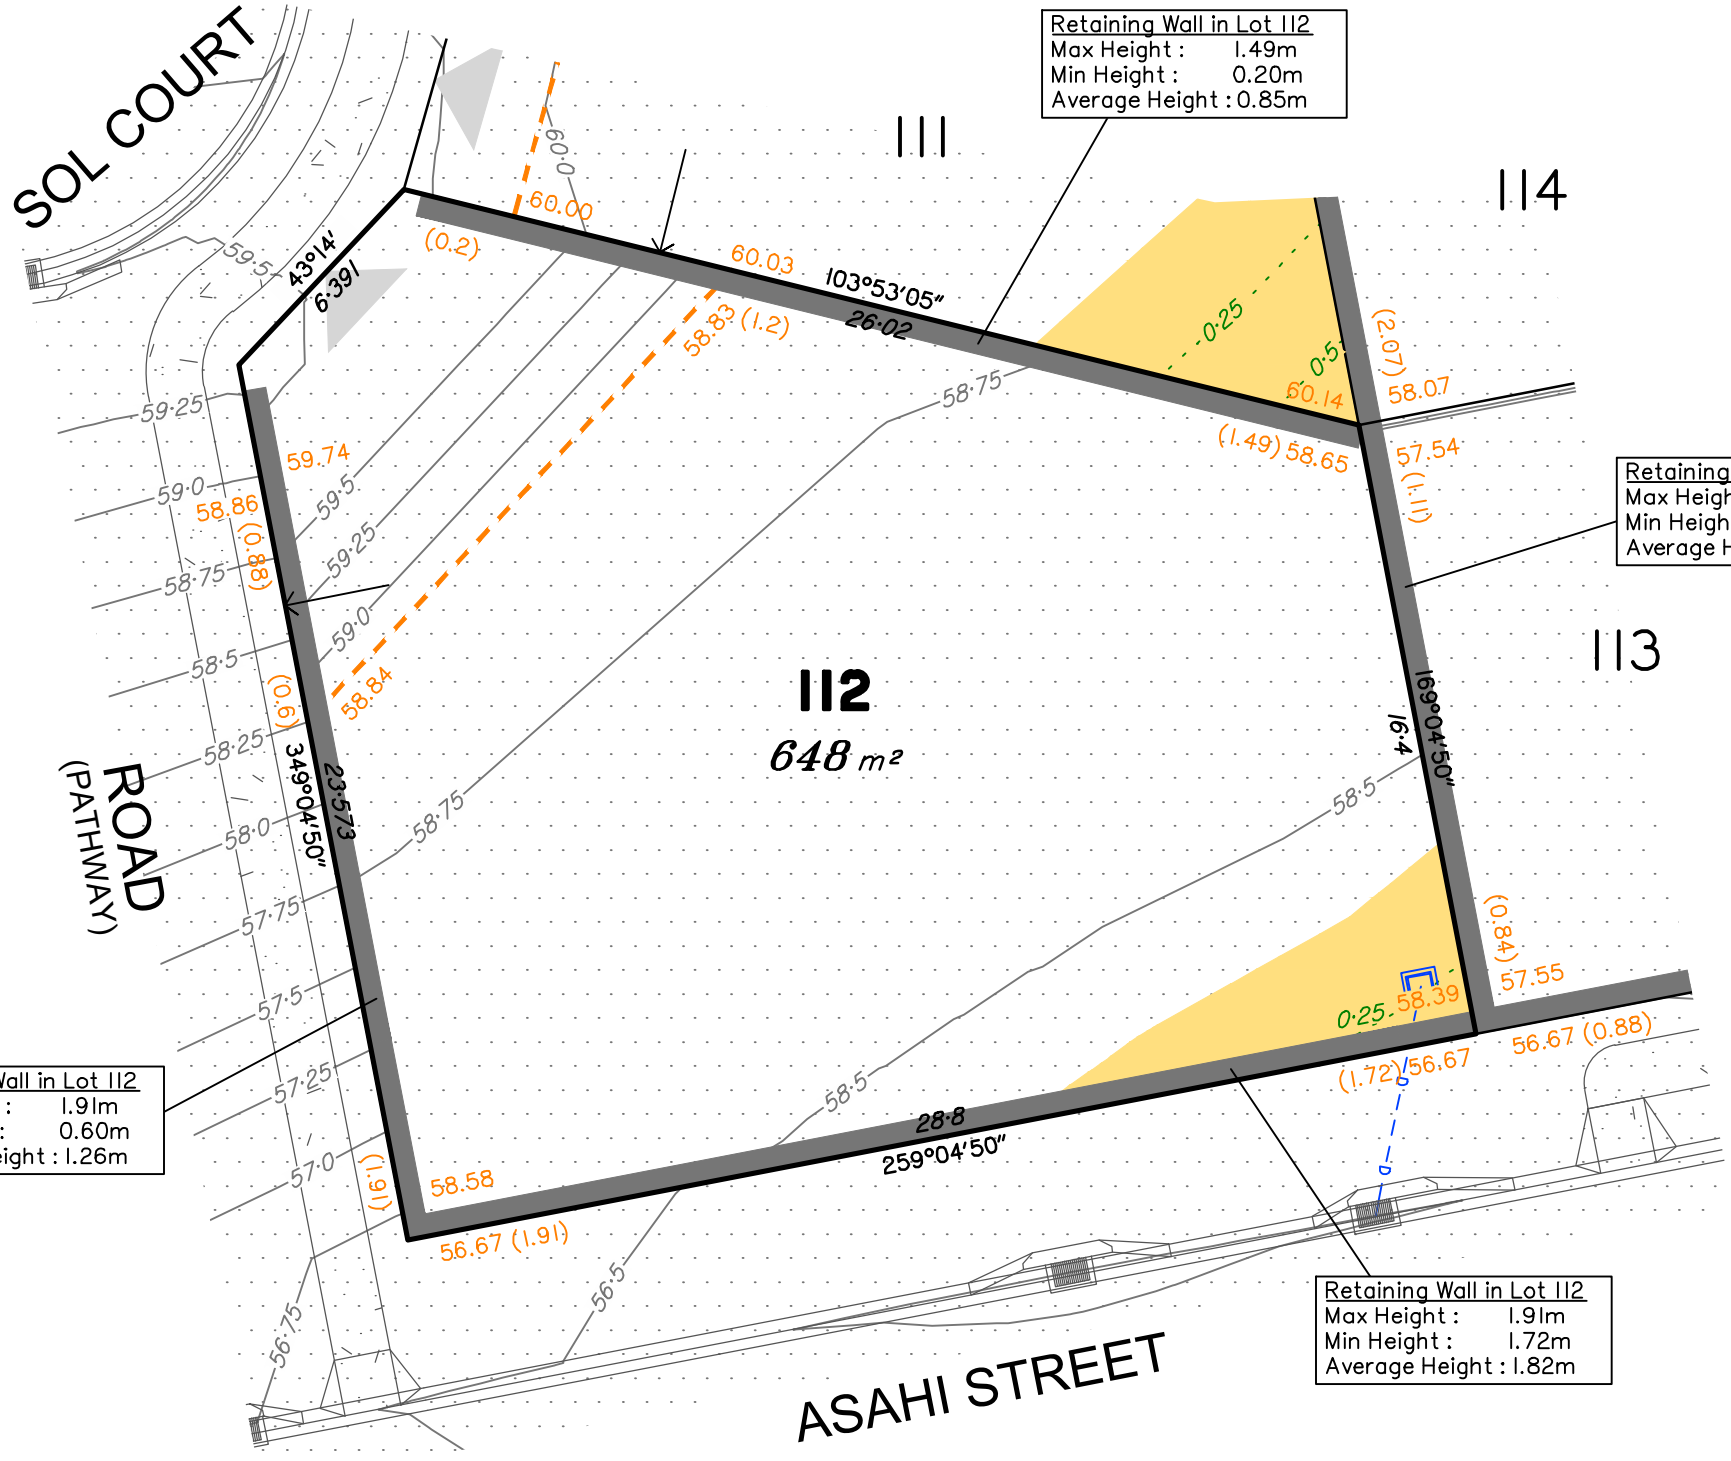 SOL COURT
Retaining Wall in Lot 112
Max Height : 1.49m
Min Height : 0.20m
Average Height : 0.85m
111
114
60.0
60.00
(0.2)
59.5
43°14'
6.391
60.03
103°53'05"
26.02
58.83 (1.2)
0.25
0.5
(2.07)
58.07
60.14
58.75
(1.49) 58.65
57.54
(1.11)
Retaining
Max Heigh
Min Heigh
Average H
59.25
59.74
59.0
58.86
(0.88)
59.5
59.25
58.75
59.0
58.5
(0.6)
58.84
113
112
648 m²
169°04'50"
16.4
58.25
349°04'50"
23.573
ROAD
(PATHWAY)
58.0
58.75
58.5
57.75
(0.84)
57.55
57.5
58.39
0.25
56.67 (0.88)
(1.72) 56.67
D
D
57.25
58.5
28.8
259°04'50"
Wall in Lot 112
: 1.91m
: 0.60m
eight : 1.26m
57.0
(1.91)
58.58
56.67 (1.91)
56.5
56.75
Retaining Wall in Lot 112
Max Height : 1.91m
Min Height : 1.72m
Average Height : 1.82m
ASAHI STREET